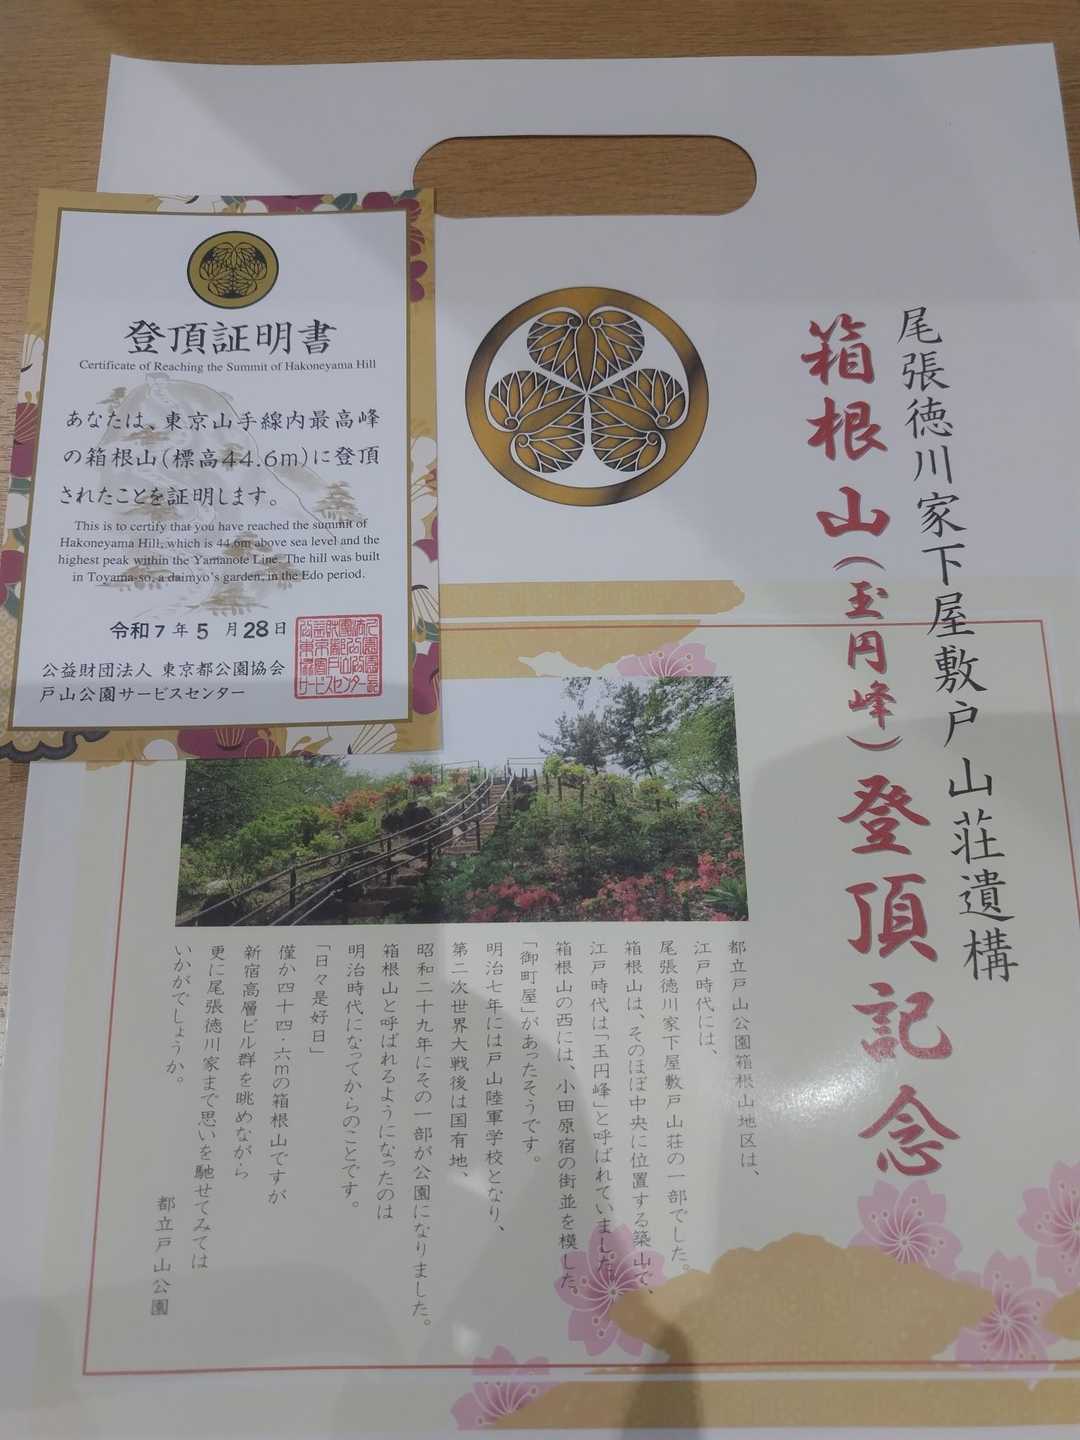 登頂証明書
Certificate of Reaching the Summit of Hakoneyama Hill
あなたは、東京山手線内最高峰
の箱根山(標高44.6m)に登頂
されたことを証明します。
This is to certify that you have reached the summit of
Hakoneyama Hill, which is 44.6m above sea level and the
highest peak within the Yamanote Line. The hill was built
in Toyama-so, a daimyo's garden, in the Edo period.
令和7年5月28日
公益財団法人 東京都公園協会
戸山公園サービスセンター
尾張徳川家下屋敷戸山荘遺構
箱根山(玉円峰)登頂記念
都立戸山公園箱根山地区は、
江戸時代には、
尾張徳川家下屋敷戸山荘の一部でした。
箱根山は、そのほぼ中央に位置する築山で、
江戸時代は「玉円峰」と呼ばれていました。
箱根山の西には、小田原宿の街並を模した
「御町屋」があったそうです。
明治七年には戸山陸軍学校となり、
第二次世界大戦後は国有地、
昭和二十九年にその一部が公園になりました。
箱根山と呼ばれるようになったのは
明治時代になってからのことです。
「日々是好日」
僅か四十四・六mの箱根山ですが
新宿高層ビル群を眺めながら
更に尾張徳川家まで思いを馳せてみては
いかがでしょうか。
都立戸山公園